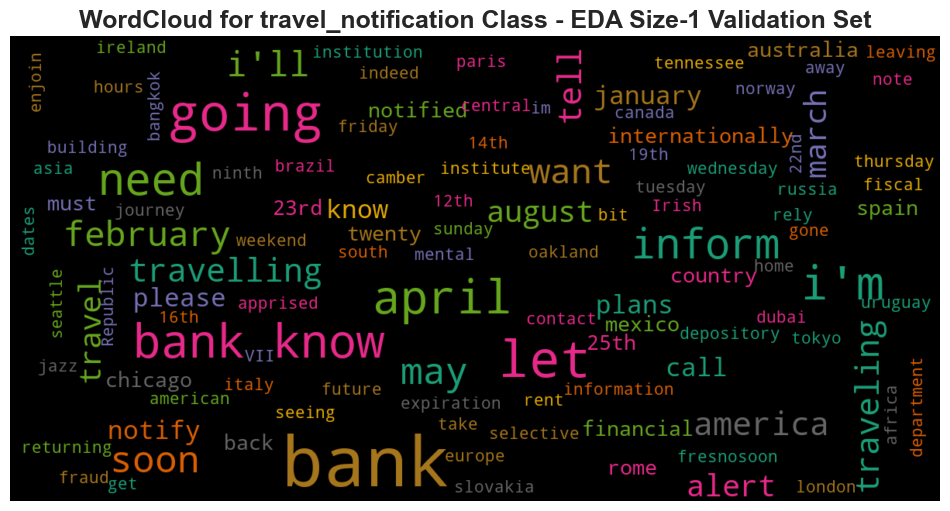 WordCloud for travel_notification Class - EDA Size-1 Validation Set
ireland
i'll
institution
indeed
paris
tell
tennessee
australia
leaving
enjoin
hours
bangkok
going
notified
central
im
january
canada
norway
away
note
friday
building
14th
internationally
march
asia
need
ninth
brazil
camber
institute
want
19th
wednesday
22nd
thursday
tuesday
russia
fiscal
must
journey
23rd
know
12th
august
bit
Irish
rely
spain
dates
february
weekend
twenty
sunday
gone
south
mental
oakland
inform
home
travelling
country
i'm
seattle
Republic
travel
please
apprised
april
plans
uruguay
16th
contact
mexico
dubai
bank know
VII
let
25th
depository
tokyo
jazz
chicago
italy
may
call
traveling
american
future
information
africa
department
seeing
expiration
rent
notify
back
take
selective
financial
america
returning
soon
bank
europe
rome
fresnosoon
fraud
get
slovakia
alert
london